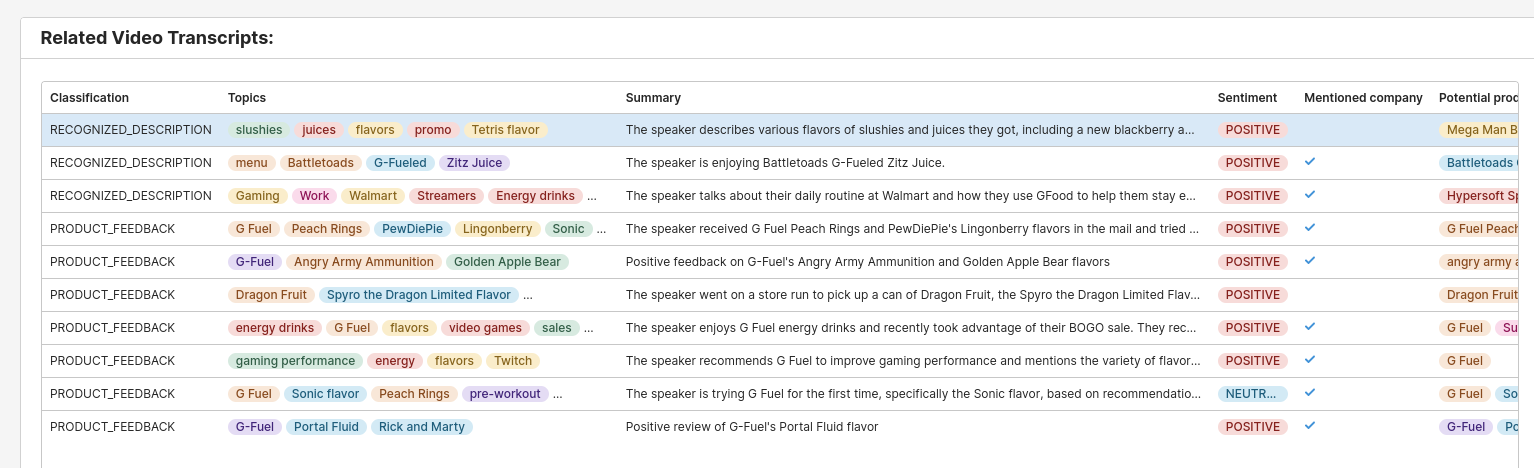 Related Video Transcripts:
Classification Topics Summary Sentiment Mentioned company Potential prod
RECOGNIZED_DESCRIPTION slushies juices flavors promo Tetris flavor The speaker describes various flavors of slushies and juices they got, including a new blackberry a... POSITIVE Mega Man B
RECOGNIZED_DESCRIPTION menu Battletoads G-Fueled Zitz Juice The speaker is enjoying Battletoads G-Fueled Zitz Juice. POSITIVE Battletoads
RECOGNIZED_DESCRIPTION Gaming Work Walmart Streamers Energy drinks ... The speaker talks about their daily routine at Walmart and how they use GFood to help them stay e... POSITIVE Hypersoft Sp
PRODUCT_FEEDBACK G Fuel Peach Rings PewDiePie Lingonberry Sonic ... The speaker received G Fuel Peach Rings and PewDiePie's Lingonberry flavors in the mail and tried ... POSITIVE G Fuel Peach
PRODUCT_FEEDBACK G-Fuel Angry Army Ammunition Golden Apple Bear Positive feedback on G-Fuel's Angry Army Ammunition and Golden Apple Bear flavors POSITIVE angry army a
PRODUCT_FEEDBACK Dragon Fruit Spyro the Dragon Limited Flavor ... The speaker went on a store run to pick up a can of Dragon Fruit, the Spyro the Dragon Limited Flav... POSITIVE Dragon Fruit
PRODUCT_FEEDBACK energy drinks G Fuel flavors video games sales ... The speaker enjoys G Fuel energy drinks and recently took advantage of their BOGO sale. They rec... POSITIVE G Fuel Su
PRODUCT_FEEDBACK gaming performance energy flavors Twitch The speaker recommends G Fuel to improve gaming performance and mentions the variety of flavor... POSITIVE G Fuel
PRODUCT_FEEDBACK G Fuel Sonic flavor Peach Rings pre-workout ... The speaker is trying G Fuel for the first time, specifically the Sonic flavor, based on recommendatio... NEUTR... G Fuel So
PRODUCT_FEEDBACK G-Fuel Portal Fluid Rick and Marty Positive review of G-Fuel's Portal Fluid flavor POSITIVE G-Fuel Po